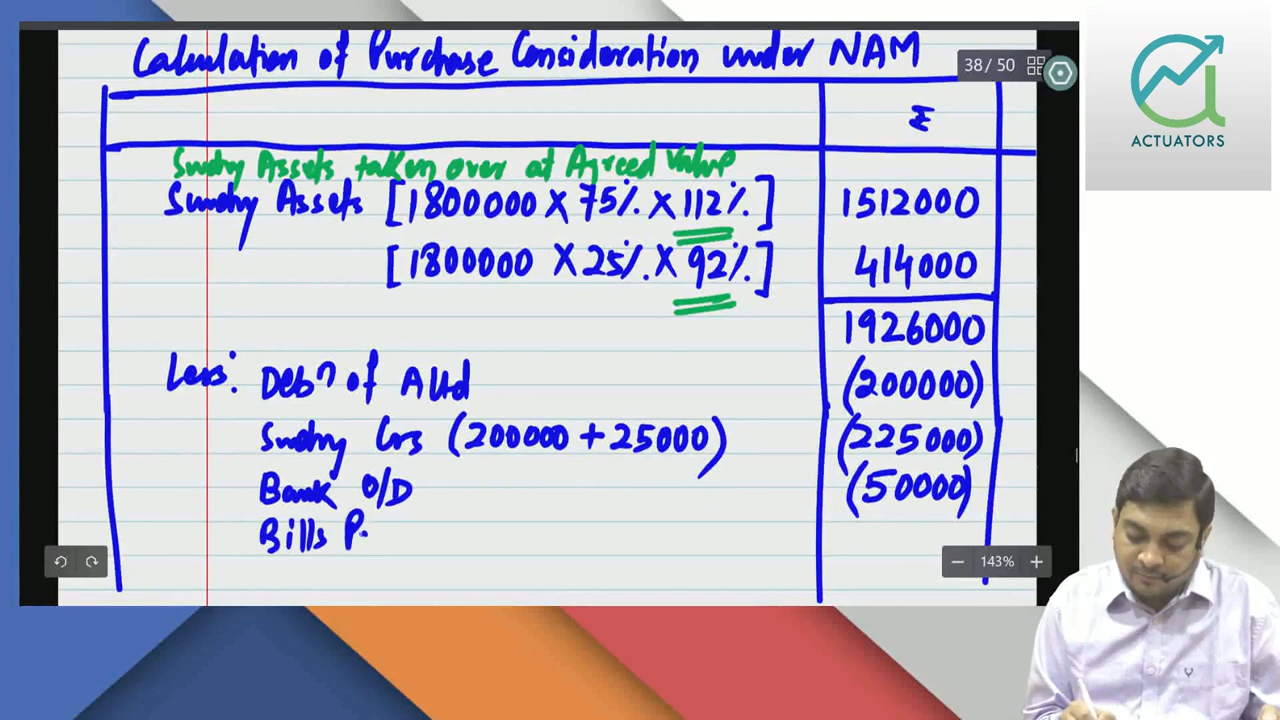 Calculation of Purchase Consideration under NAM
38 / 50
ACTUATORS
₹
Sundry Assets taken over at Agreed Value
Sundry Assets [1800000 X 75%. X 112%.] 1512000
[1800000 X 25%. X 92%.] 414000
1926000
Less: Debⁿ of A Ltd (200000)
Sundry Crs (200000 + 25000) (225000)
Bank O/D (50000)
Bills P.
143%